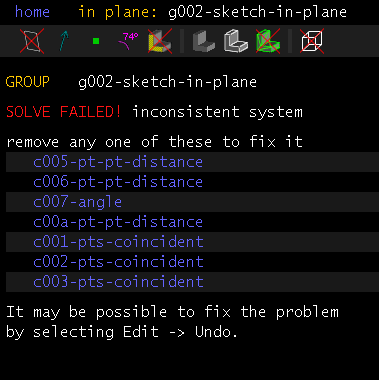 home in plane: g002-sketch-in-plane
74°
GROUP g002-sketch-in-plane
SOLVE FAILED! inconsistent system
remove any one of these to fix it
c005-pt-pt-distance
c006-pt-pt-distance
c007-angle
c00a-pt-pt-distance
c001-pts-coincident
c002-pts-coincident
c003-pts-coincident
It may be possible to fix the problem
by selecting Edit -> Undo.